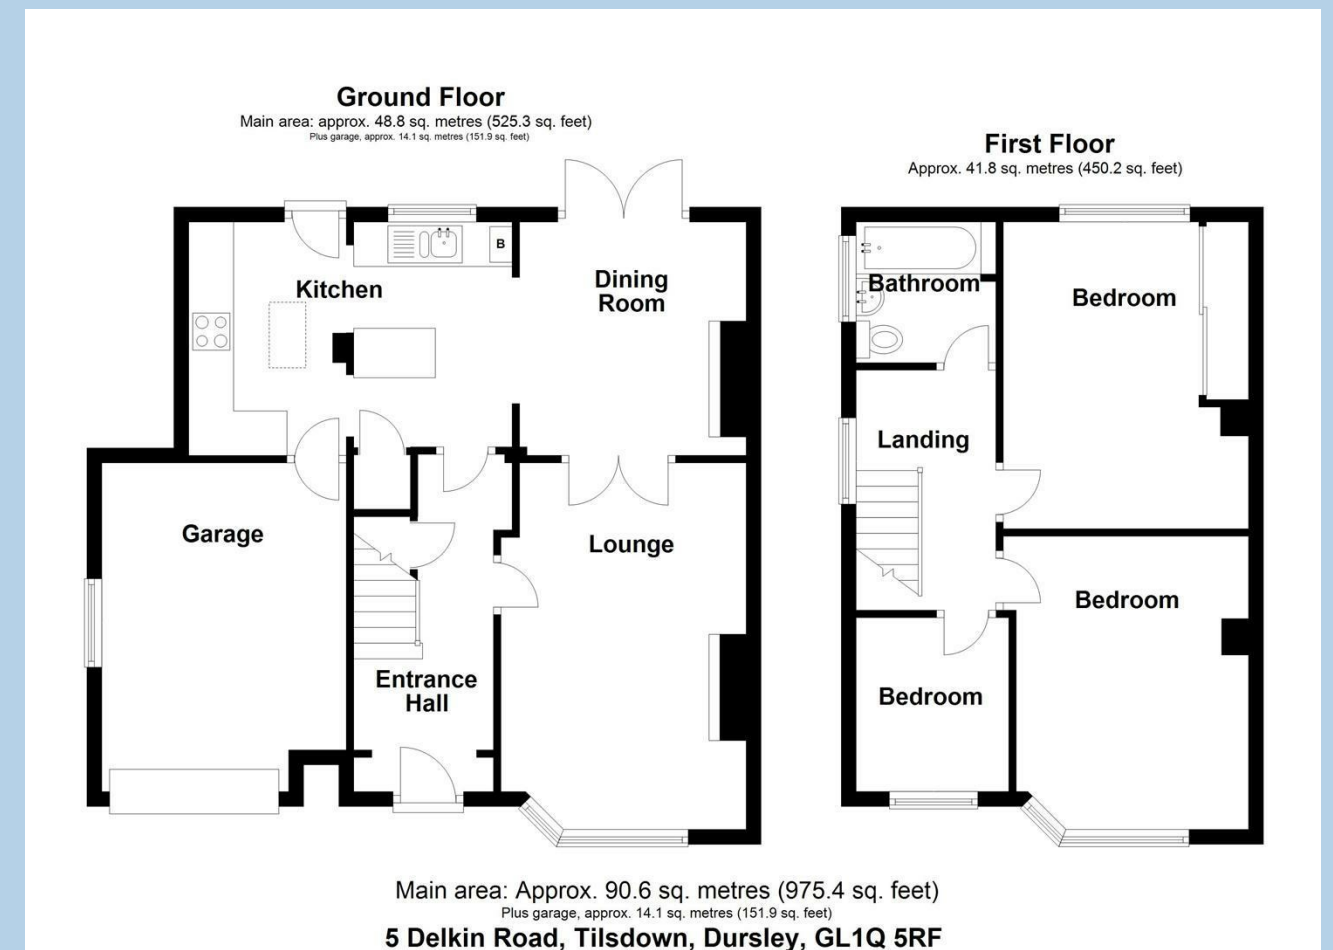 Ground Floor
Main area: approx. 48.8 sq. metres (525.3 sq. feet)
Plus garage, approx. 14.1 sq. metres (151.9 sq. feet)
Kitchen
B
Dining
Room
Garage
Lounge
Entrance
Hall
First Floor
Approx. 41.8 sq. metres (450.2 sq. feet)
Bathroom
Bedroom
Landing
Bedroom
Bedroom
Main area: Approx. 90.6 sq. metres (975.4 sq. feet)
Plus garage, approx. 14.1 sq. metres (151.9 sq. feet)
5 Delkin Road, Tilsdown, Dursley, GL1Q 5RF